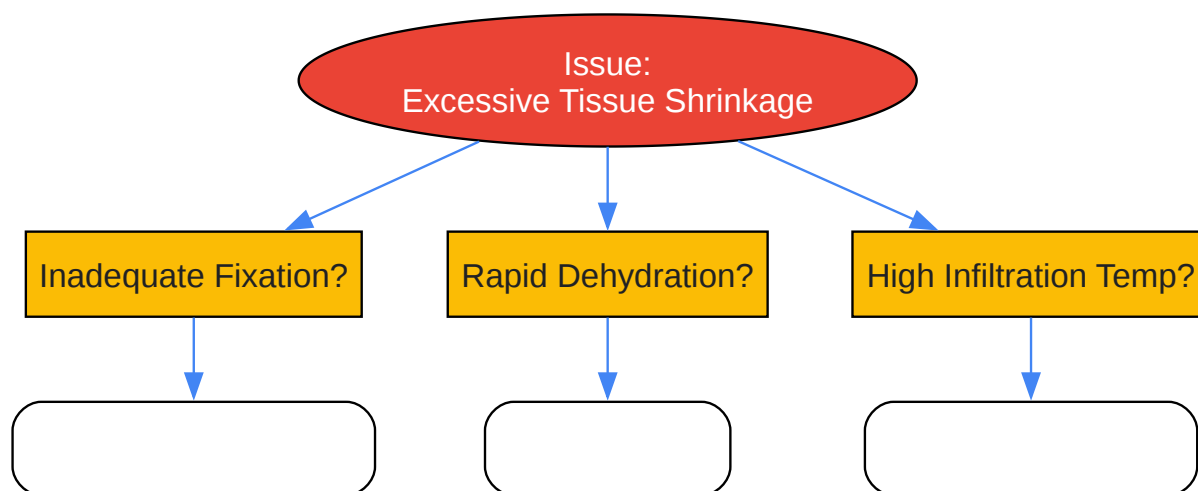 Issue:
Excessive Tissue Shrinkage
Inadequate Fixation?
Rapid Dehydration?
High Infiltration Temp?